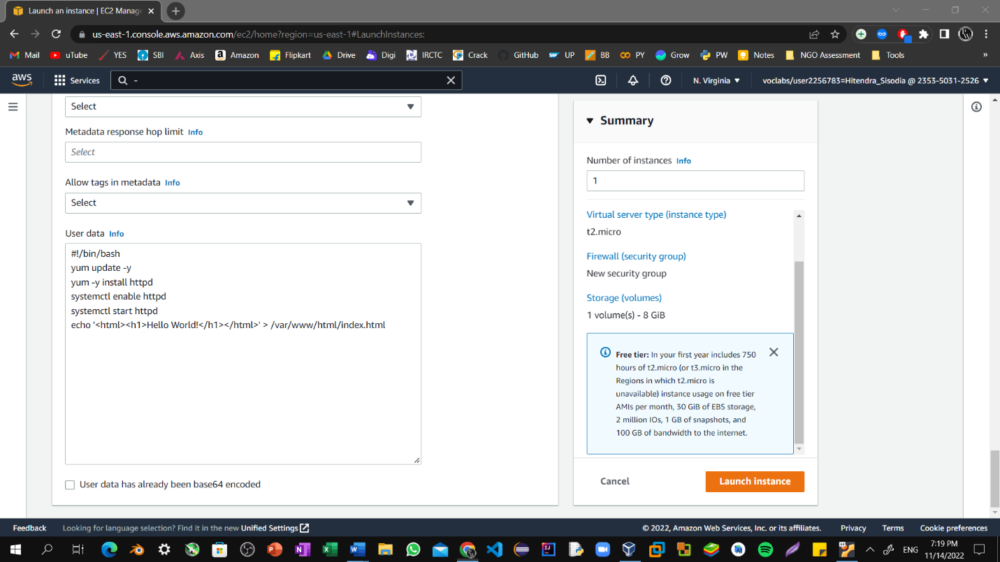 Launch an instance | EC2 Manag
us-east-1.console.aws.amazon.com/ec2/home?region=us-east-1#LaunchInstances:
Mail uTube YES SBI Axis Amazon Flipkart Drive Digi IRCTC Crack GitHub UP BB PY Grow PW Notes NGO Assessment Tools »
aws Services - N. Virginia voclabs/user2256783=Hitendra_Sisodia @ 2353-5031-2526
Select
Metadata response hop limit Info
Select
Allow tags in metadata Info
Select
User data Info
#!/bin/bash
yum update -y
yum -y install httpd
systemctl enable httpd
systemctl start httpd
echo '<html><h1>Hello World!</h1></html>' > /var/www/html/index.html
User data has already been base64 encoded
Summary
Number of instances Info
1
Virtual server type (instance type)
t2.micro
Firewall (security group)
New security group
Storage (volumes)
1 volume(s) - 8 GiB
Free tier: In your first year includes 750
hours of t2.micro (or t3.micro in the
Regions in which t2.micro is
unavailable) instance usage on free tier
AMIs per month, 30 GiB of EBS storage,
2 million IOs, 1 GB of snapshots, and
100 GB of bandwidth to the internet.
Cancel Launch instance
Feedback Looking for language selection? Find it in the new Unified Settings © 2022, Amazon Web Services, Inc. or its affiliates. Privacy Terms Cookie preferences
ENG 7:19 PM
11/14/2022